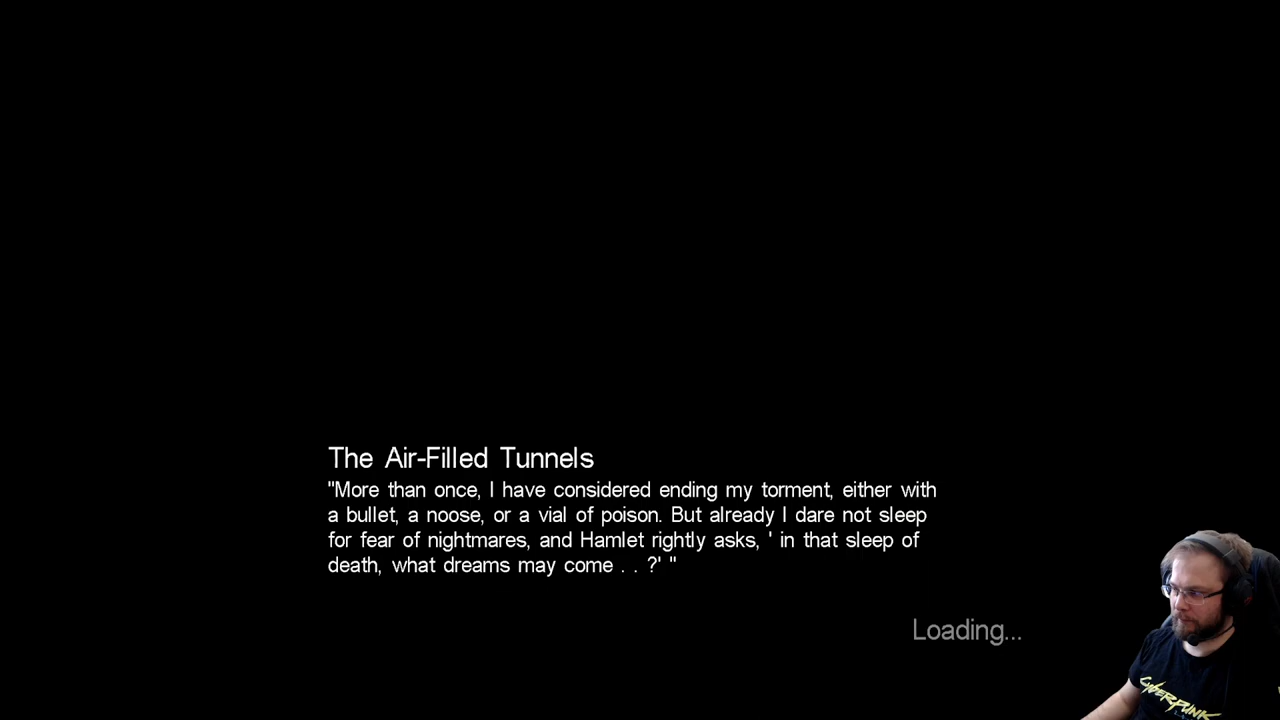 The Air-Filled Tunnels
"More than once, I have considered ending my torment, either with
a bullet, a noose, or a vial of poison. But already I dare not sleep
for fear of nightmares, and Hamlet rightly asks, ' in that sleep of
death, what dreams may come . . ?' "
Loading...
CYBERPUNK